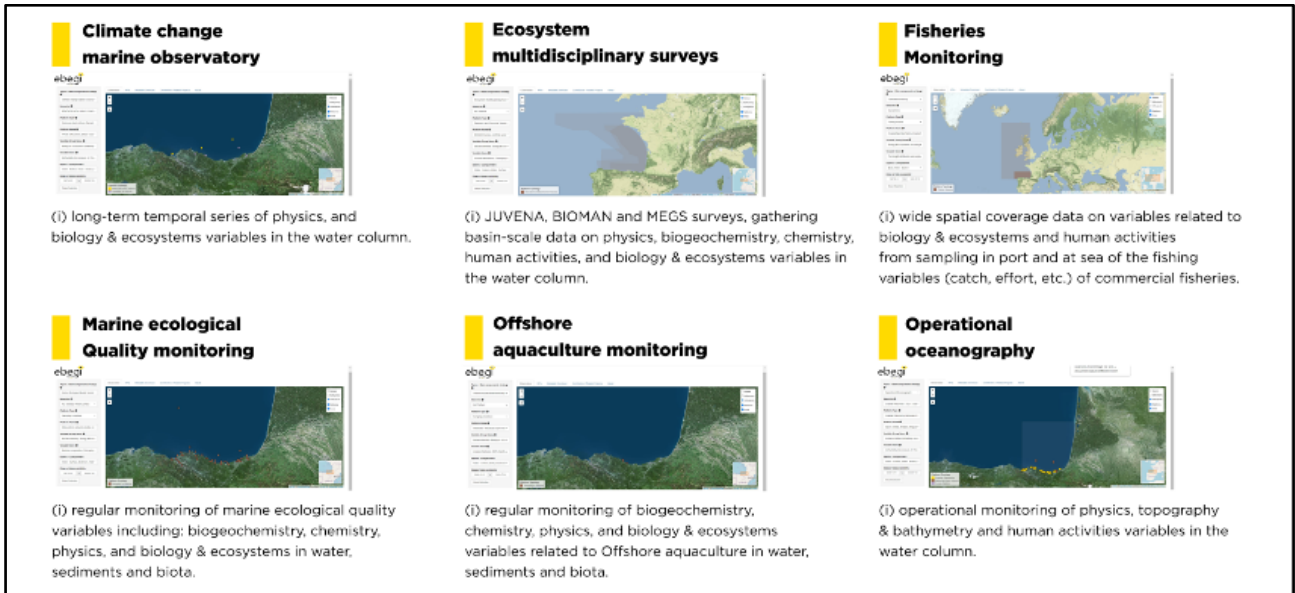 Climate change
marine observatory
ebegi
(i) long-term temporal series of physics, and
biology & ecosystems variables in the water column.
Ecosystem
multidisciplinary surveys
ebegi
(i) JUVENA, BIOMAN and MEGS surveys, gathering
basin-scale data on physics, biogeochemistry, chemistry,
human activities, and biology & ecosystems variables in
the water column.
Fisheries
Monitoring
ebegi
(i) wide spatial coverage data on variables related to
biology & ecosystems and human activities
from sampling in port and at sea of the fishing
variables (catch, effort, etc.) of commercial fisheries.
Marine ecological
Quality monitoring
ebegi
(i) regular monitoring of marine ecological quality
variables including: biogeochemistry, chemistry,
physics, and biology & ecosystems in water,
sediments and biota.
Offshore
aquaculture monitoring
ebegi
(i) regular monitoring of biogeochemistry,
chemistry, physics, and biology & ecosystems
variables related to Offshore aquaculture in water,
sediments and biota.
Operational
oceanography
ebegi
(i) operational monitoring of physics, topography
& bathymetry and human activities variables in the
water column.